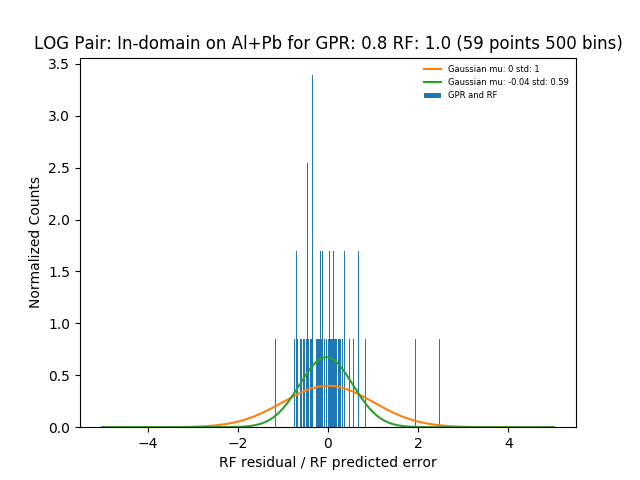 LOG Pair: In-domain on Al+Pb for GPR: 0.8 RF: 1.0 (59 points 500 bins)
Gaussian mu: 0 std: 1
Gaussian mu: -0.04 std: 0.59
GPR and RF
Normalized Counts
3.5
3.0
2.5
2.0
1.5
1.0
0.5
0.0
−4
−2
0
2
4
RF residual / RF predicted error